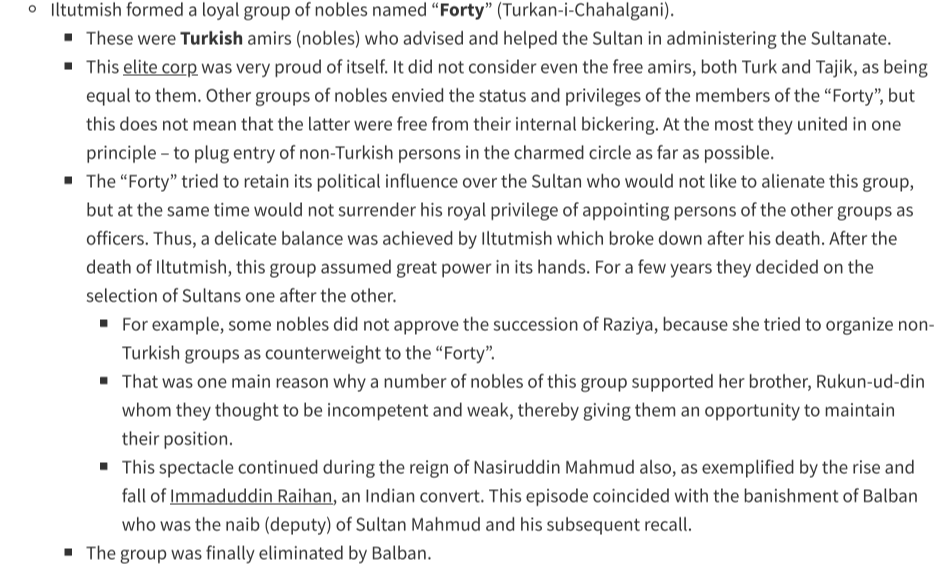 Iltutmish formed a loyal group of nobles named “Forty” (Turkan-i-Chahalgani).
These were Turkish amirs (nobles) who advised and helped the Sultan in administering the Sultanate.
This elite corp was very proud of itself. It did not consider even the free amirs, both Turk and Tajik, as being
equal to them. Other groups of nobles envied the status and privileges of the members of the “Forty”, but
this does not mean that the latter were free from their internal bickering. At the most they united in one
principle – to plug entry of non-Turkish persons in the charmed circle as far as possible.
The “Forty” tried to retain its political influence over the Sultan who would not like to alienate this group,
but at the same time would not surrender his royal privilege of appointing persons of the other groups as
officers. Thus, a delicate balance was achieved by Iltutmish which broke down after his death. After the
death of Iltutmish, this group assumed great power in its hands. For a few years they decided on the
selection of Sultans one after the other.
For example, some nobles did not approve the succession of Raziya, because she tried to organize non-
Turkish groups as counterweight to the “Forty”.
That was one main reason why a number of nobles of this group supported her brother, Rukun-ud-din
whom they thought to be incompetent and weak, thereby giving them an opportunity to maintain
their position.
This spectacle continued during the reign of Nasiruddin Mahmud also, as exemplified by the rise and
fall of Immaduddin Raihan, an Indian convert. This episode coincided with the banishment of Balban
who was the naib (deputy) of Sultan Mahmud and his subsequent recall.
The group was finally eliminated by Balban.